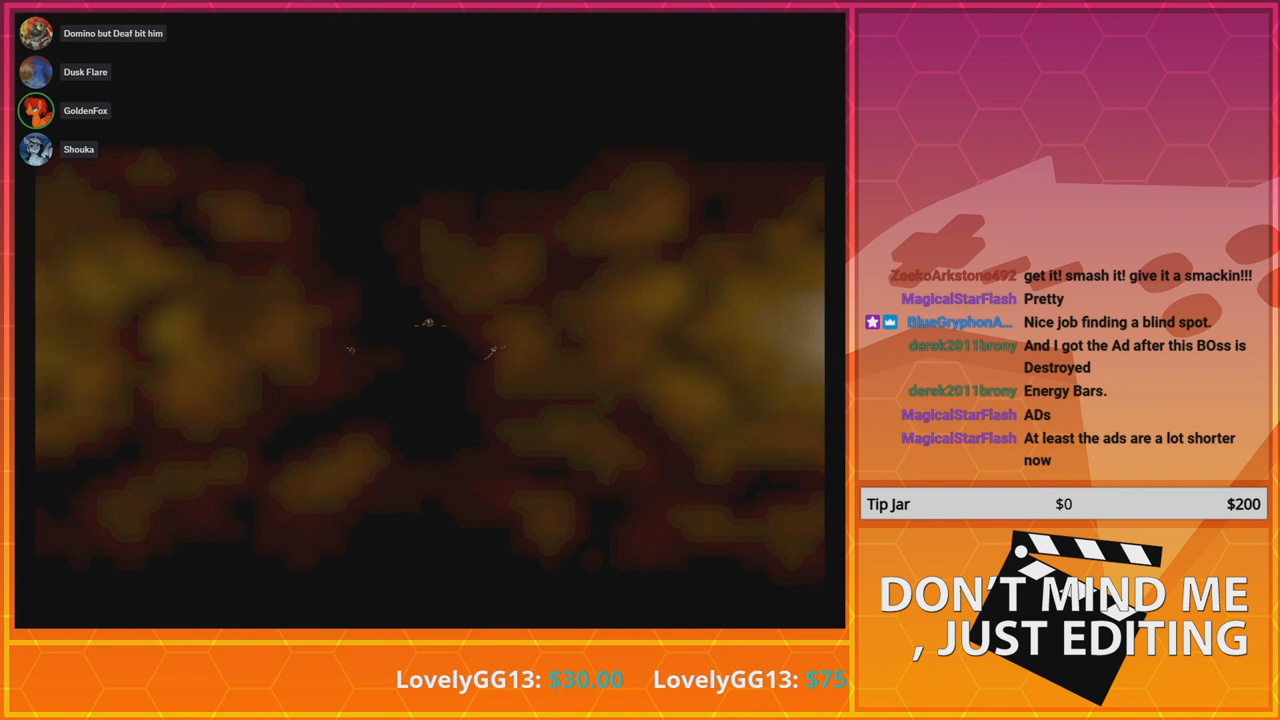 Domino but Deaf bit him
Dusk Flare
GoldenFox
Shouka
ZeekoArkstone492 get it! smash it! give it a smackin!!!
MagicalStarFlash Pretty
BlueGryphonA... Nice job finding a blind spot.
derek2011brony And I got the Ad after this BOss is
Destroyed
derek2011brony Energy Bars.
MagicalStarFlash ADs
MagicalStarFlash At least the ads are a lot shorter
now
Tip Jar $0 $200
DON'T MIND ME
, JUST EDITING
LovelyGG13: $30.00 LovelyGG13: $75